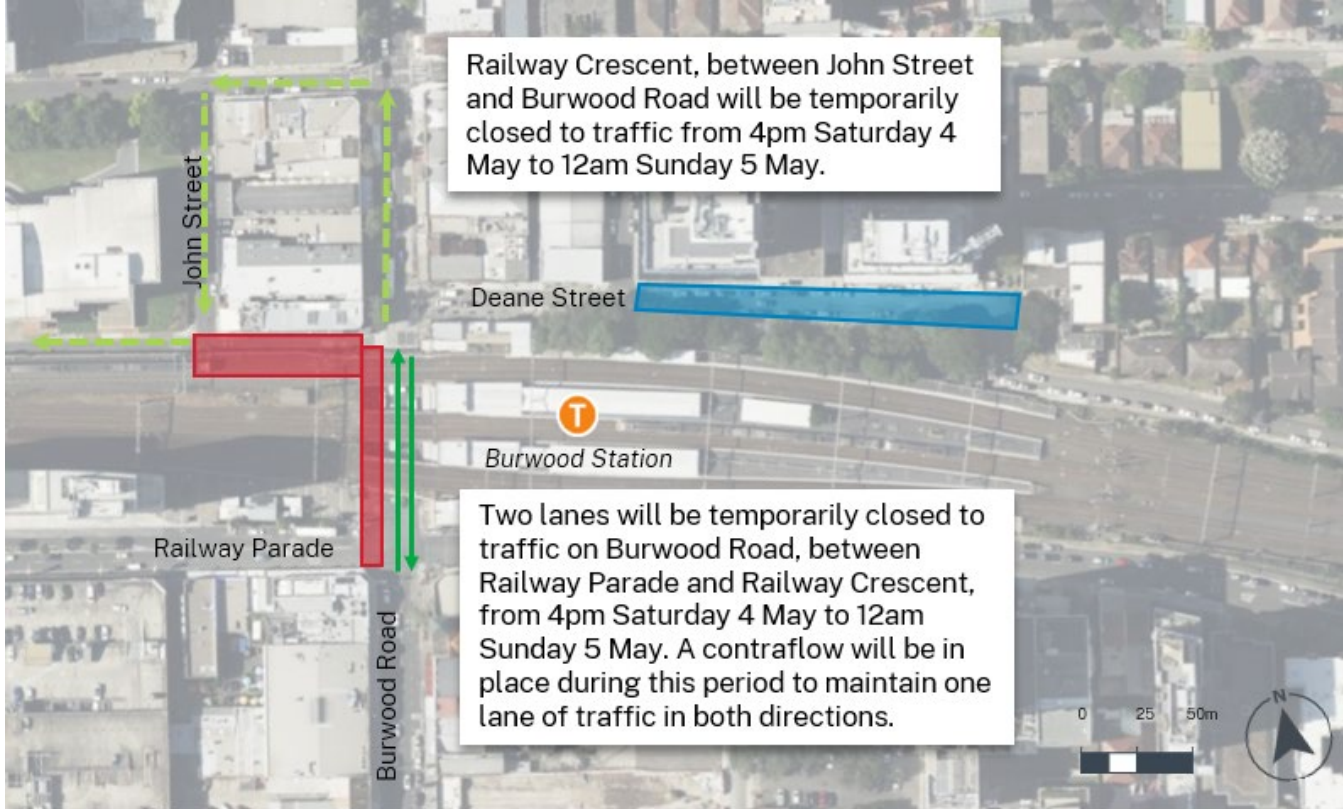 Railway Crescent, between John Street
and Burwood Road will be temporarily
closed to traffic from 4pm Saturday 4
May to 12am Sunday 5 May.
John Street
Deane Street
T
Burwood Station
Railway Parade
Burwood Road
Two lanes will be temporarily closed to
traffic on Burwood Road, between
Railway Parade and Railway Crescent,
from 4pm Saturday 4 May to 12am
Sunday 5 May. A contraflow will be in
place during this period to maintain one
lane of traffic in both directions.
0 25 50m
N